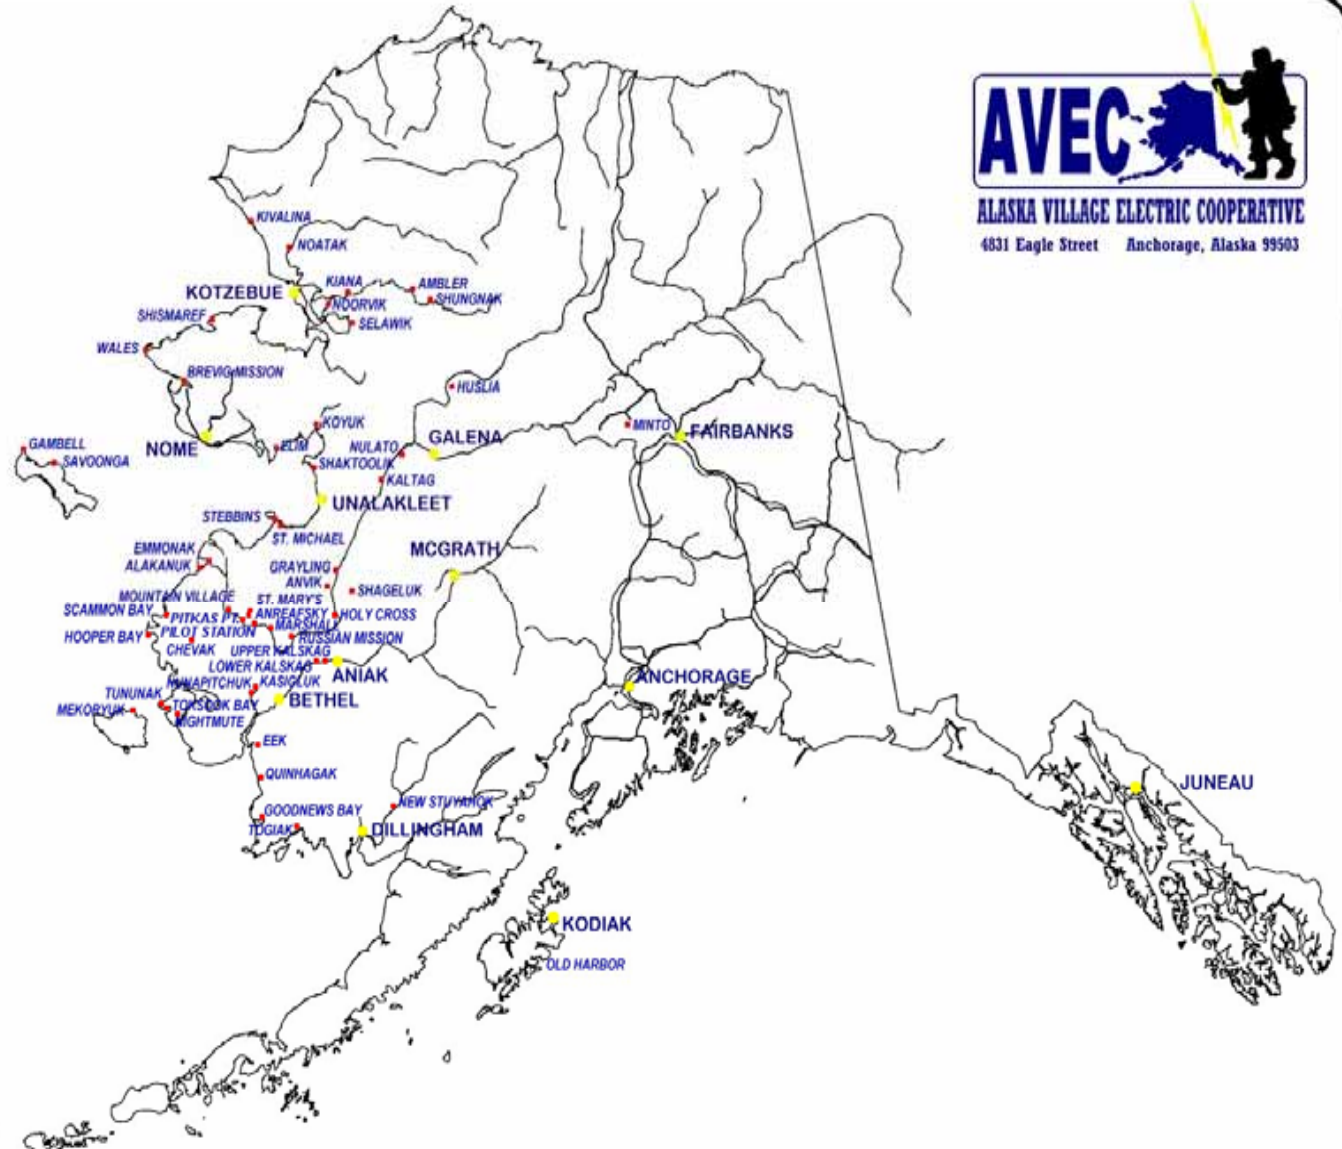 AVEC
ALASKA VILLAGE ELECTRIC COOPERATIVE
4831 Eagle Street Anchorage, Alaska 99503
KIVALINA
NOATAK
KOTZEBUE
KIANA
AMBLER
NOORVIK
SHUNGNAK
SHISMAREF
SELAWIK
WALES
BREVIG MISSION
HUSLIA
KOYUK
MINTO
FAIRBANKS
NOME
ELIM
NULATO
GALENA
GAMBELL
SAVOONGA
SHAKTOOLIK
KALTAG
UNALAKLEET
STEBBINS
ST. MICHAEL
EMMONAK
ALAKANUK
MCGRATH
GRAYLING
ANVIK
SHAGELUK
MOUNTAIN VILLAGE
ST. MARY'S
SCAMMON BAY
PITKAS PT.
ANREAFSKY
HOLY CROSS
HOOPER BAY
PILOT STATION
MARSHALL
RUSSIAN MISSION
CHEVAK
UPPER KALSKAG
LOWER KALSKAG
ANIAK
ANCHORAGE
NUNAPITCHUK
KASIGLUK
TUNUNAK
TOKSOOK BAY
BETHEL
MEKORYUK
NIGHTMUTE
EEK
QUINHAGAK
JUNEAU
GOODNEWS BAY
NEW STUYAHOK
TOGIAK
DILLINGHAM
KODIAK
OLD HARBOR